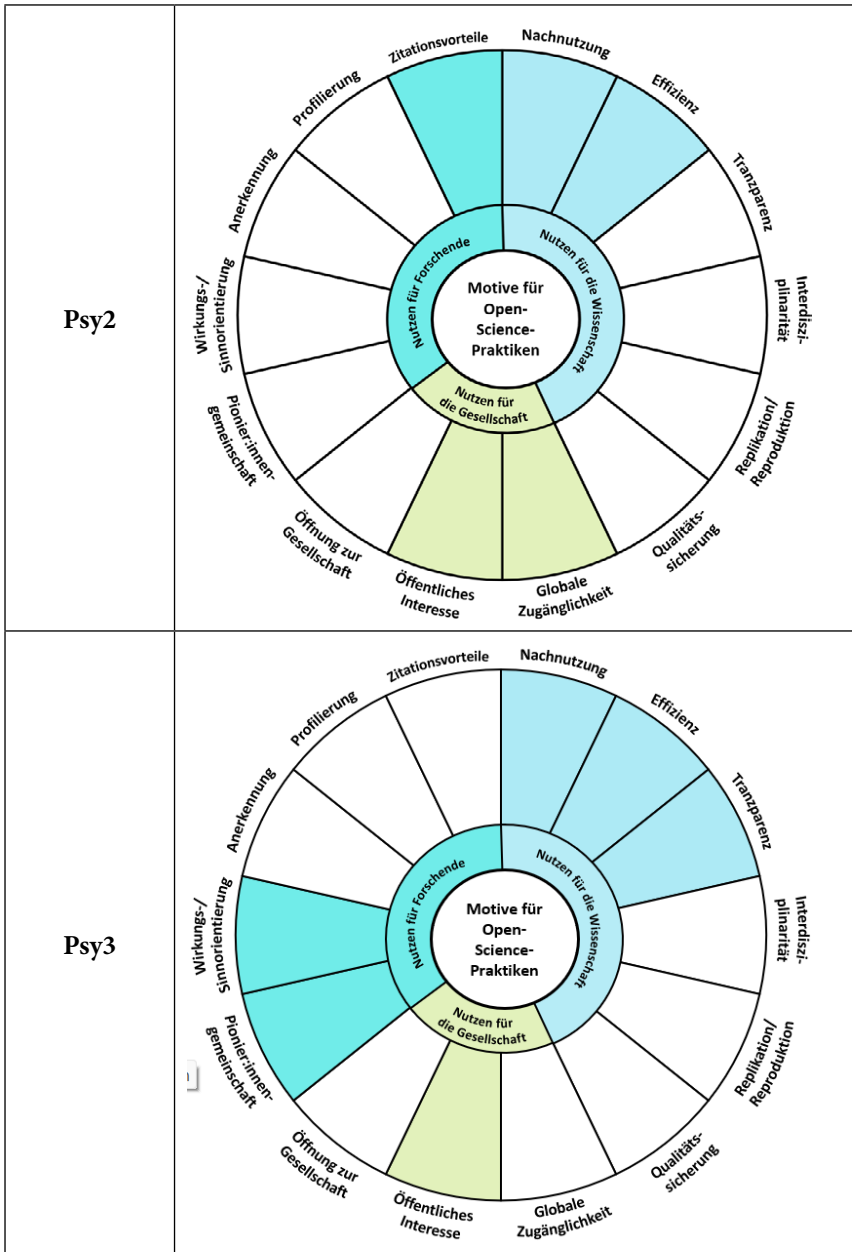 Psy2
Zitationsvorteile
Nachnutzung
Effizienz
Tranzparenz
Interdiszi-
plinarität
Replikation/
Reproduktion
Qualitäts-
sicherung
Globale
Zugänglichkeit
Öffentliches
Interesse
Öffnung zur
Gesellschaft
Pionier:innen-
gemeinschaft
Wirkungs-/
Sinnorientierung
Anerkennung
Profilierung
Nutzen für Forschende
Nutzen für die Wissenschaft
Nutzen für
die Gesellschaft
Motive für
Open-
Science-
Praktiken
Psy3
Zitationsvorteile
Nachnutzung
Effizienz
Tranzparenz
Interdiszi-
plinarität
Replikation/
Reproduktion
Qualitäts-
sicherung
Globale
Zugänglichkeit
Öffentliches
Interesse
Öffnung zur
Gesellschaft
Pionier:innen-
gemeinschaft
Wirkungs-/
Sinnorientierung
Anerkennung
Profilierung
Nutzen für Forschende
Nutzen für die Wissenschaft
Nutzen für
die Gesellschaft
Motive für
Open-
Science-
Praktiken